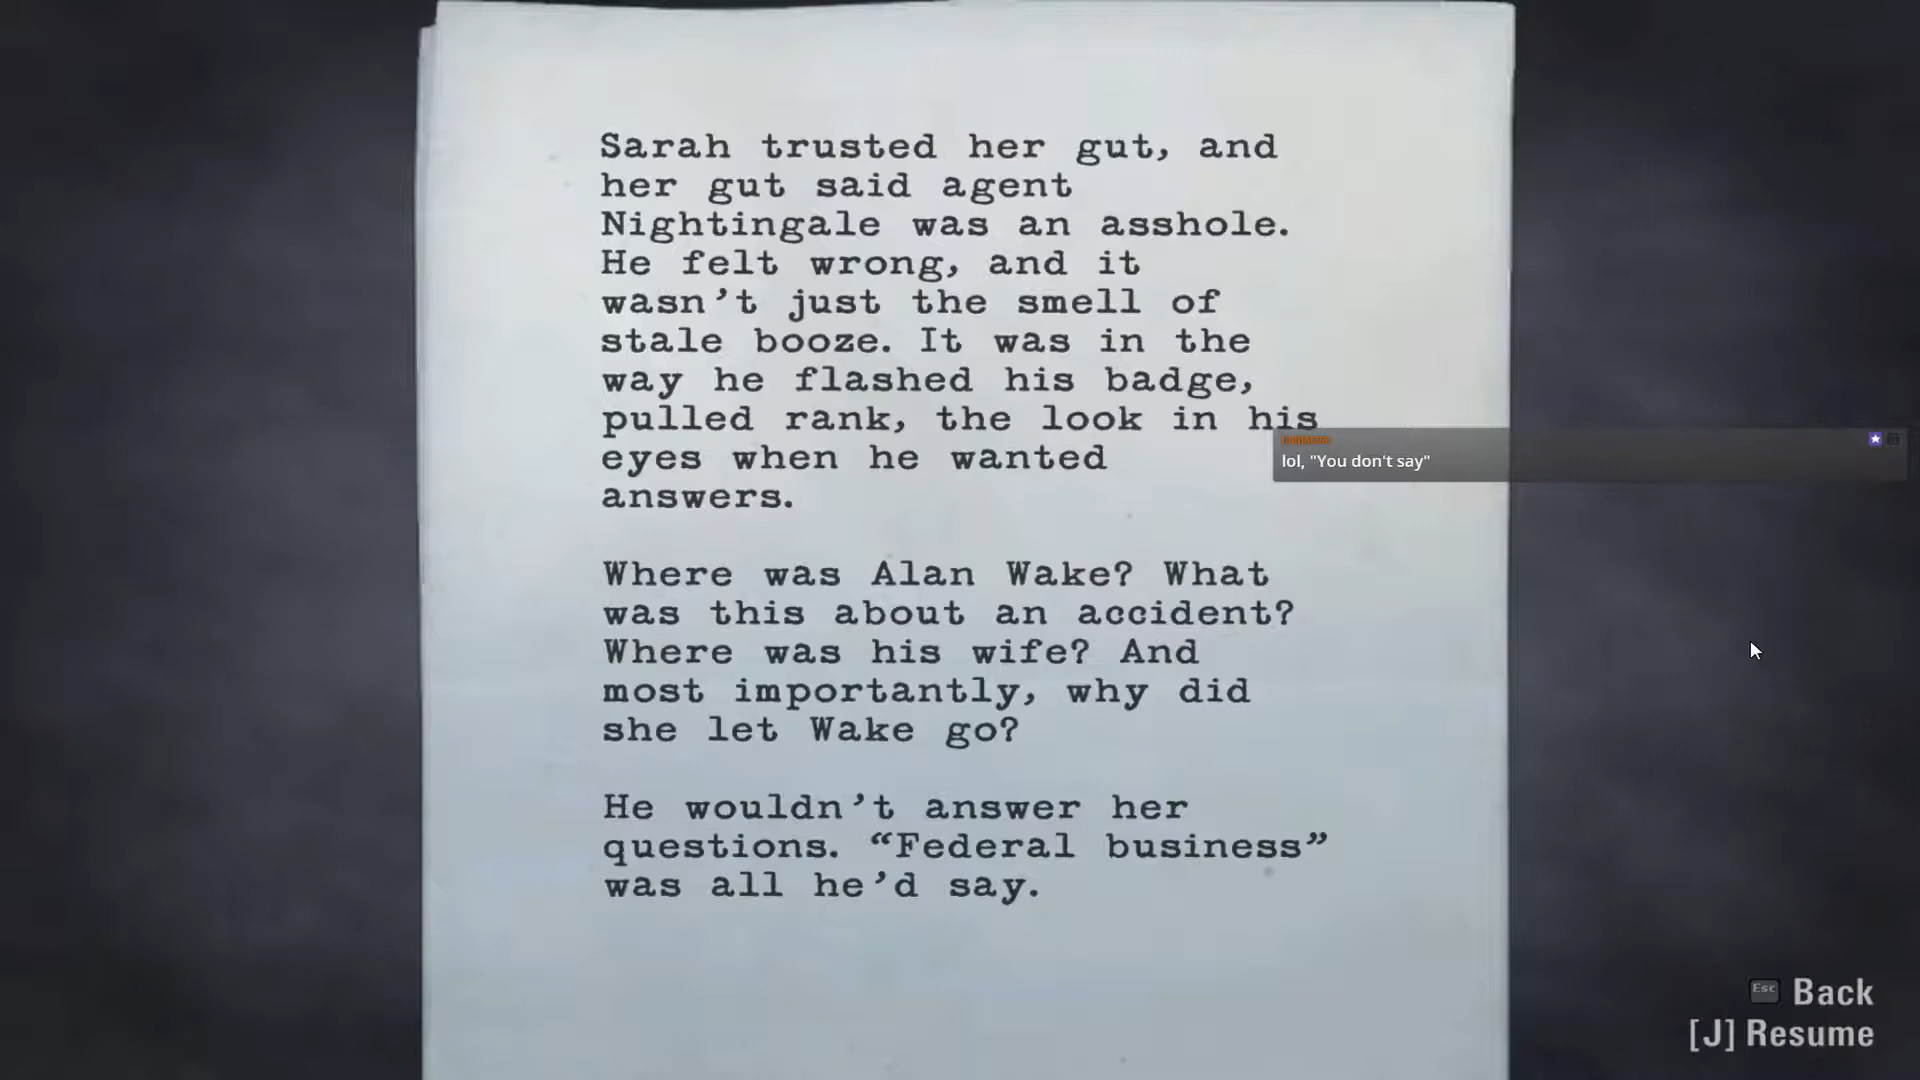 Sarah trusted her gut, and
her gut said agent
Nightingale was an asshole.
He felt wrong, and it
wasn't just the smell of
stale booze. It was in the
way he flashed his badge,
pulled rank, the look in his
eyes when he wanted
answers.
lol, "You don't say"
Where was Alan Wake? What
was this about an accident?
Where was his wife? And
most importantly, why did
she let Wake go?
He wouldn't answer her
questions. “Federal business”
was all he'd say.
Esc Back
[J] Resume